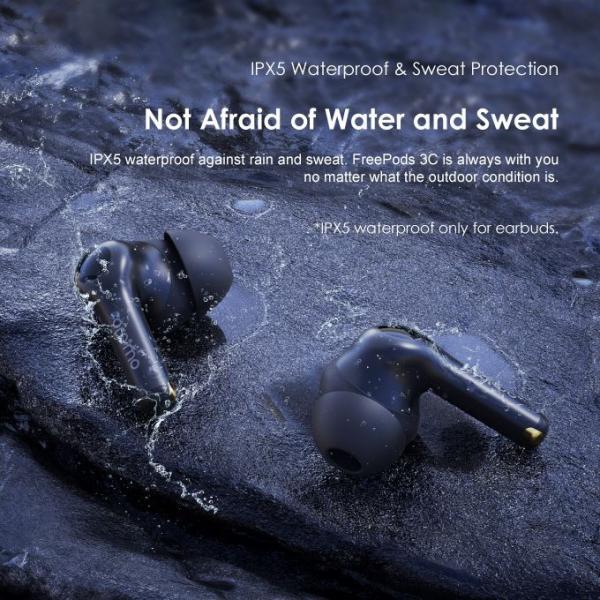 IPX5 Waterproof & Sweat Protection
Not Afraid of Water and Sweat
IPX5 waterproof against rain and sweat. FreePods 3C is always with you
no matter what the outdoor condition is.
*IPX5 waterproof only for earbuds.
oraimo